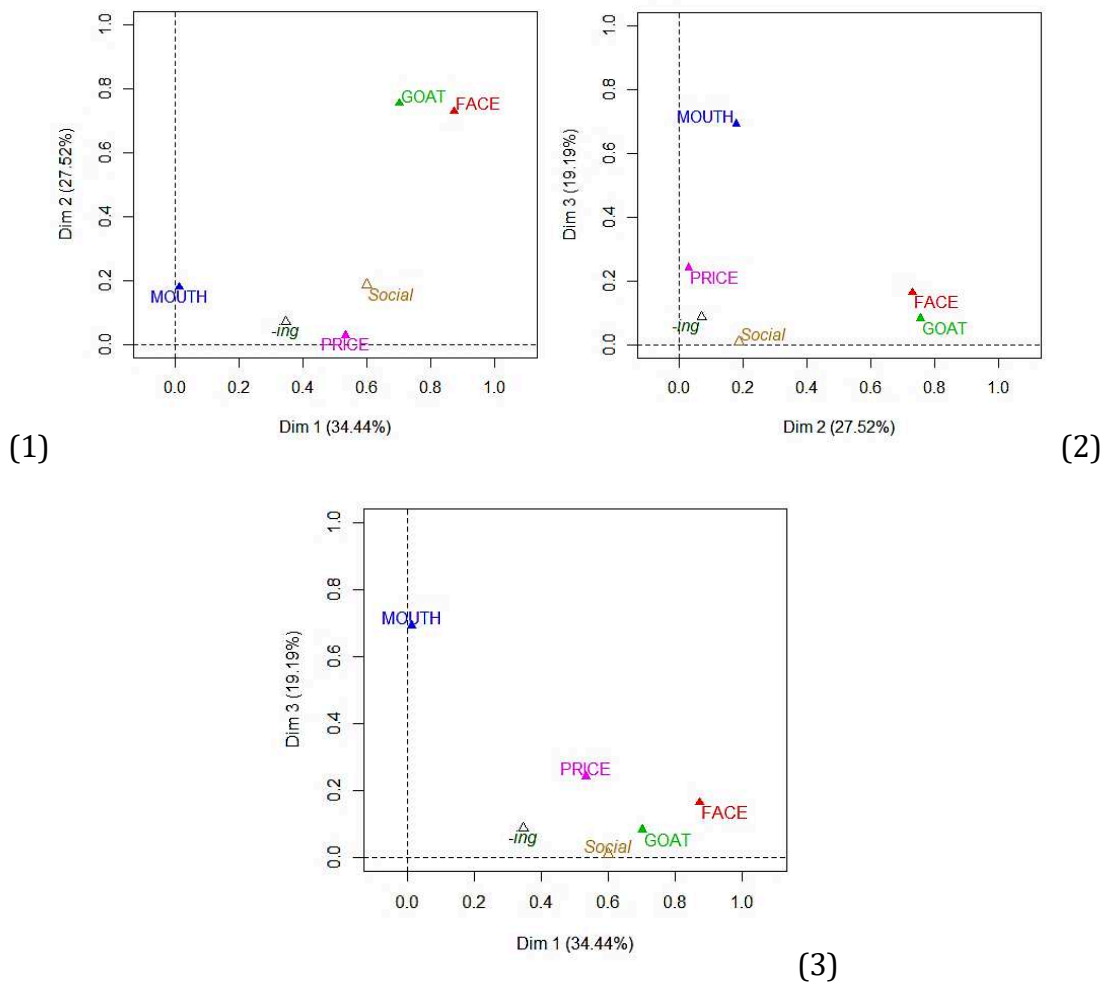 1.0
0.8
0.6
0.4
0.2
0.0
Dim 2 (27.52%)
GOAT
FACE
MOUTH
Social
-ing
PRICE
0.0 0.2 0.4 0.6 0.8 1.0
Dim 1 (34.44%)
(1)
1.0
0.8
0.6
0.4
0.2
0.0
Dim 3 (19.19%)
MOUTH
PRICE
FACE
-ing
GOAT
Social
0.0 0.2 0.4 0.6 0.8 1.0
Dim 2 (27.52%)
(2)
1.0
0.8
0.6
0.4
0.2
0.0
Dim 3 (19.19%)
MOUTH
PRICE
FACE
-ing
Social
GOAT
0.0 0.2 0.4 0.6 0.8 1.0
Dim 1 (34.44%)
(3)